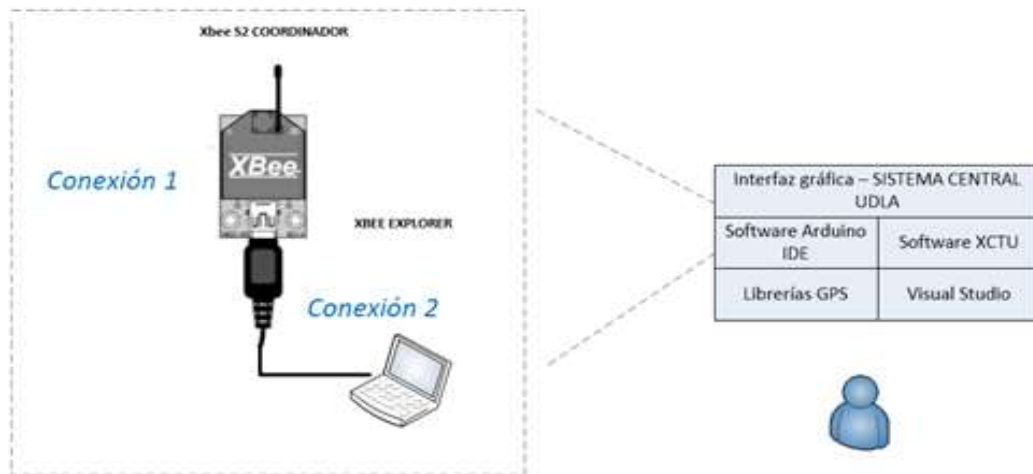 Xbee S2 COORDINADOR
XBee
Conexión 1
XBEE EXPLORER
Conexión 2
Interfaz gráfica – SISTEMA CENTRAL
UDLA
Software Arduino
IDE
Software XCTU
Librerías GPS
Visual Studio